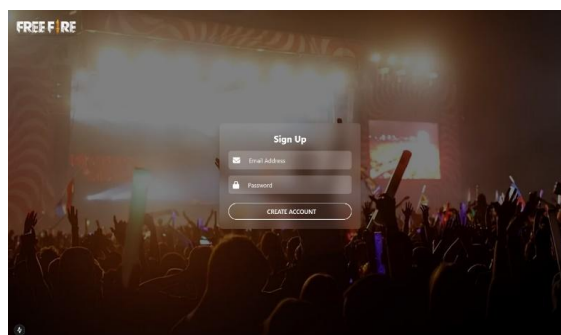 FREE FIRE
Sign Up
Email Address
Password
CREATE ACCOUNT